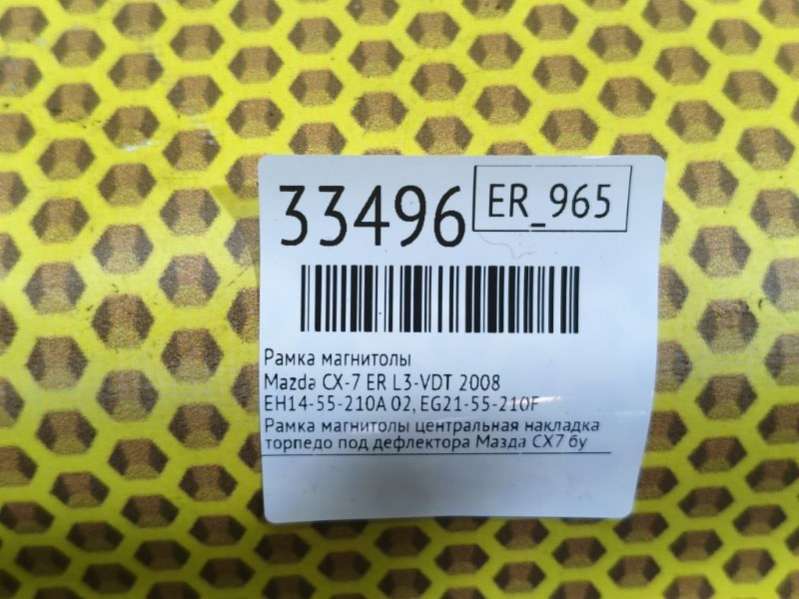 33496 ER_965
Рамка магнитолы
Mazda CX-7 ER L3-VDT 2008
EH14-55-210A 02, EG21-55-210F
Рамка магнитолы центральная накладка
торпедо под дефлектора Мазда СХ7 бу